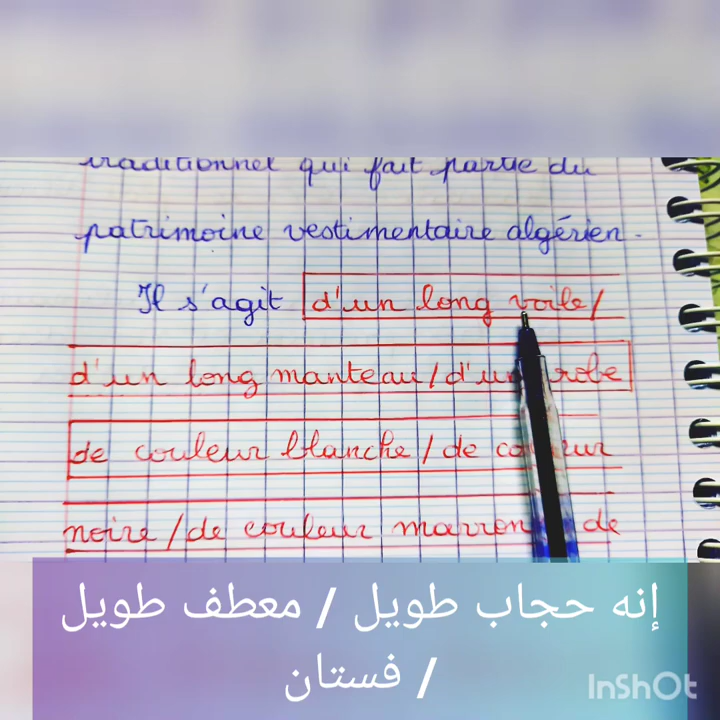 traditionnel qui fait partie du
patrimoine vestimentaire algérien.
Il s'agit d'un long voile/
d'un long manteau/d'un robe
de couleur blanche/de couleur
noire/de couleur marron de
إنه حجاب طويل / معطف طويل
/ فستان
InShOt